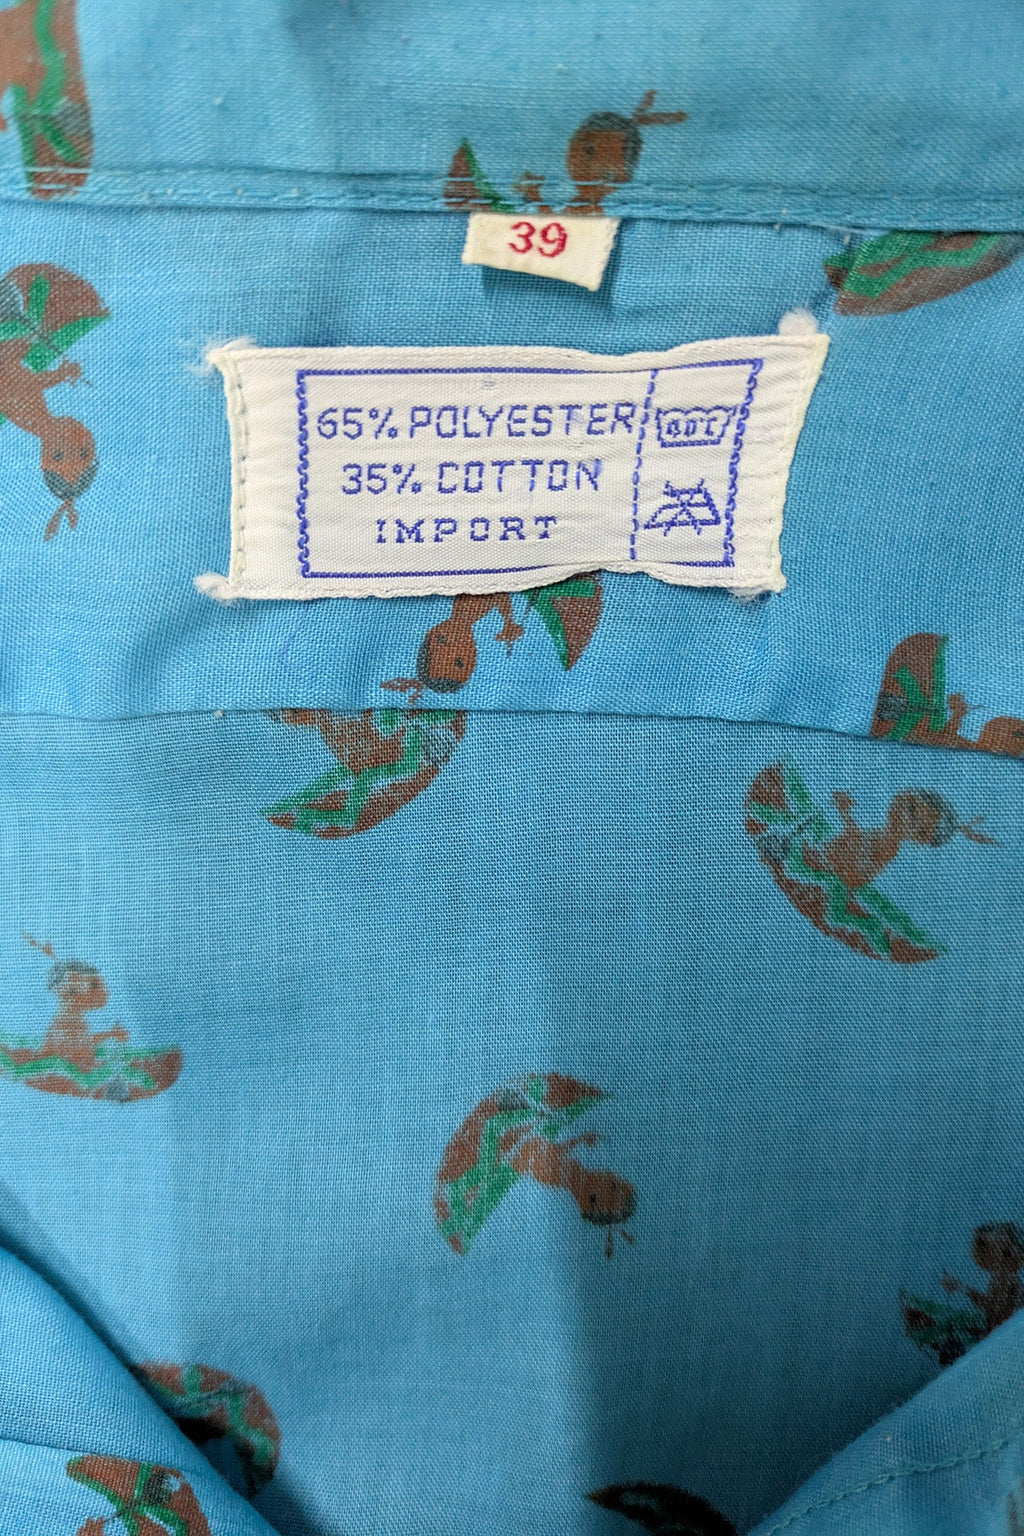 39
65% POLYESTER
35% COTTON
IMPORT